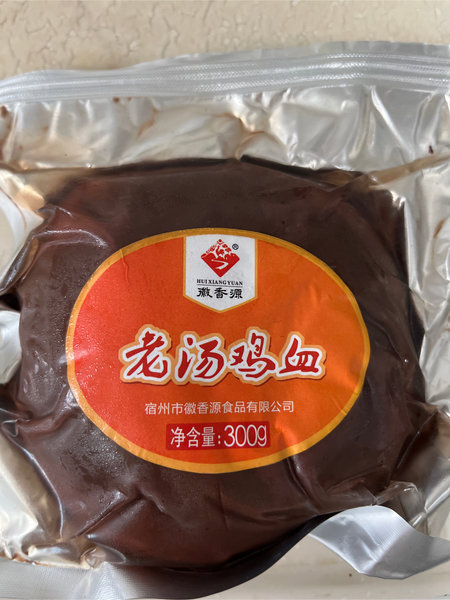 ®
HUIXIANGYUAN
徽香源
老汤鸡血
宿州市徽香源食品有限公司
净含量:300g